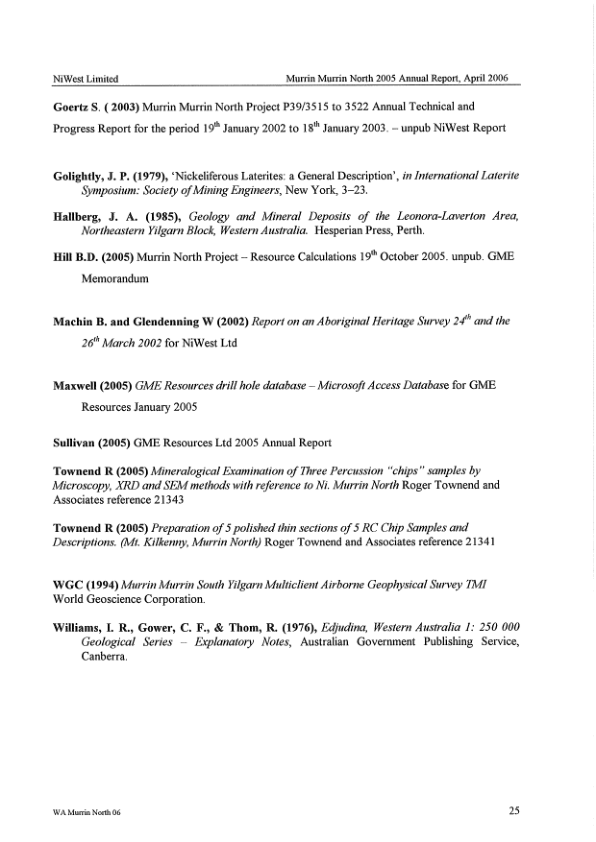 NiWest Limited Murrin Murrin North 2005 Annual Report, April 2006
Goertz S. ( 2003) Murrin Murrin North Project P39/3515 to 3522 Annual Technical and
Progress Report for the period 19th January 2002 to 18th January 2003. – unpub NiWest Report
Golightly, J. P. (1979), ‘Nickeliferous Laterites: a General Description’, in International Laterite
Symposium: Society of Mining Engineers, New York, 3–23.
Hallberg, J. A. (1985), Geology and Mineral Deposits of the Leonora-Laverton Area,
Northeastern Yilgarn Block, Western Australia. Hesperian Press, Perth.
Hill B.D. (2005) Murrin North Project – Resource Calculations 19th October 2005. unpub. GME
Memorandum
Machin B. and Glendenning W (2002) Report on an Aboriginal Heritage Survey 24th and the
26th March 2002 for NiWest Ltd
Maxwell (2005) GME Resources drill hole database – Microsoft Access Database for GME
Resources January 2005
Sullivan (2005) GME Resources Ltd 2005 Annual Report
Townend R (2005) Mineralogical Examination of Three Percussion "chips" samples by
Microscopy, XRD and SEM methods with reference to Ni. Murrin North Roger Townend and
Associates reference 21343
Townend R (2005) Preparation of 5 polished thin sections of 5 RC Chip Samples and
Descriptions. (Mt. Kilkenny, Murrin North) Roger Townend and Associates reference 21341
WGC (1994) Murrin Murrin South Yilgarn Multiclient Airborne Geophysical Survey TMI
World Geoscience Corporation.
Williams, I. R., Gower, C. F., & Thom, R. (1976), Edjudina, Western Australia 1: 250 000
Geological Series – Explanatory Notes, Australian Government Publishing Service,
Canberra.
WA Murrin North 06 25